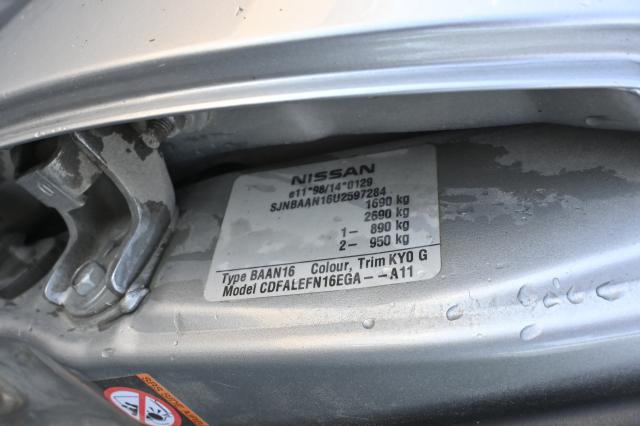 NISSAN
e11*98/14*0129
SJNBAAN16U2597284
1690 kg
2690 kg
1- 890 kg
2- 950 kg
Type BAAN16 Colour, Trim KY0 G
Model CDFALEFN16EGA---A11